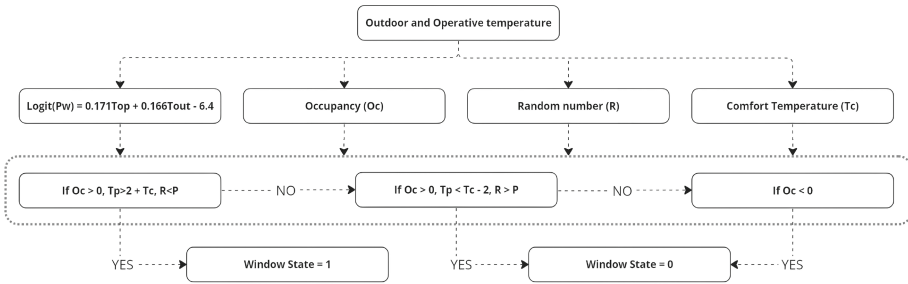 Outdoor and Operative temperature
Logit(Pw) = 0.171Top + 0.166Tout - 6.4
Occupancy (Oc)
Random number (R)
Comfort Temperature (Tc)
If Oc > 0, Tp>2 + Tc, R<P
NO
If Oc > 0, Tp < Tc - 2, R > P
NO
If Oc < 0
YES
Window State = 1
YES
Window State = 0
YES